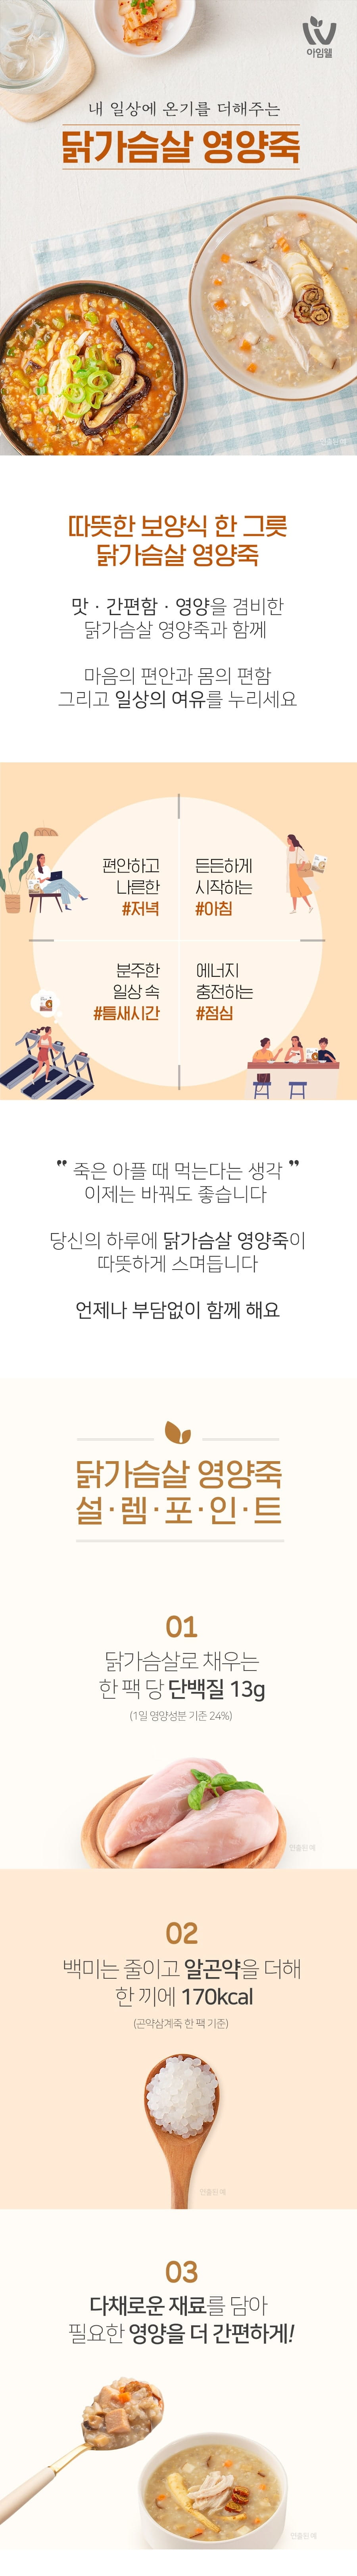 아임웰
내 일상에 온기를 더해주는
닭가슴살 영양죽
연출된 예
따뜻한 보양식 한 그릇
닭가슴살 영양죽
맛 · 간편함 · 영양을 겸비한
닭가슴살 영양죽과 함께
마음의 편안과 몸의 편함
그리고 일상의 여유를 누리세요
편안하고
나른한
#저녁
든든하게
시작하는
#아침
분주한
일상 속
#틈새시간
에너지
충전하는
#점심
" 죽은 아플 때 먹는다는 생각 "
이제는 바꿔도 좋습니다
당신의 하루에 닭가슴살 영양죽이
따뜻하게 스며듭니다
언제나 부담없이 함께 해요
닭가슴살 영양죽
설·렘·포·인·트
01
닭가슴살로 채우는
한 팩 당 단백질 13g
(1일 영양성분 기준 24%)
연출된 예
02
백미는 줄이고 알곤약을 더해
한 끼에 170kcal
(곤약삼계죽 한 팩 기준)
연출된 예
03
다채로운 재료를 담아
필요한 영양을 더 간편하게!
연출된 예